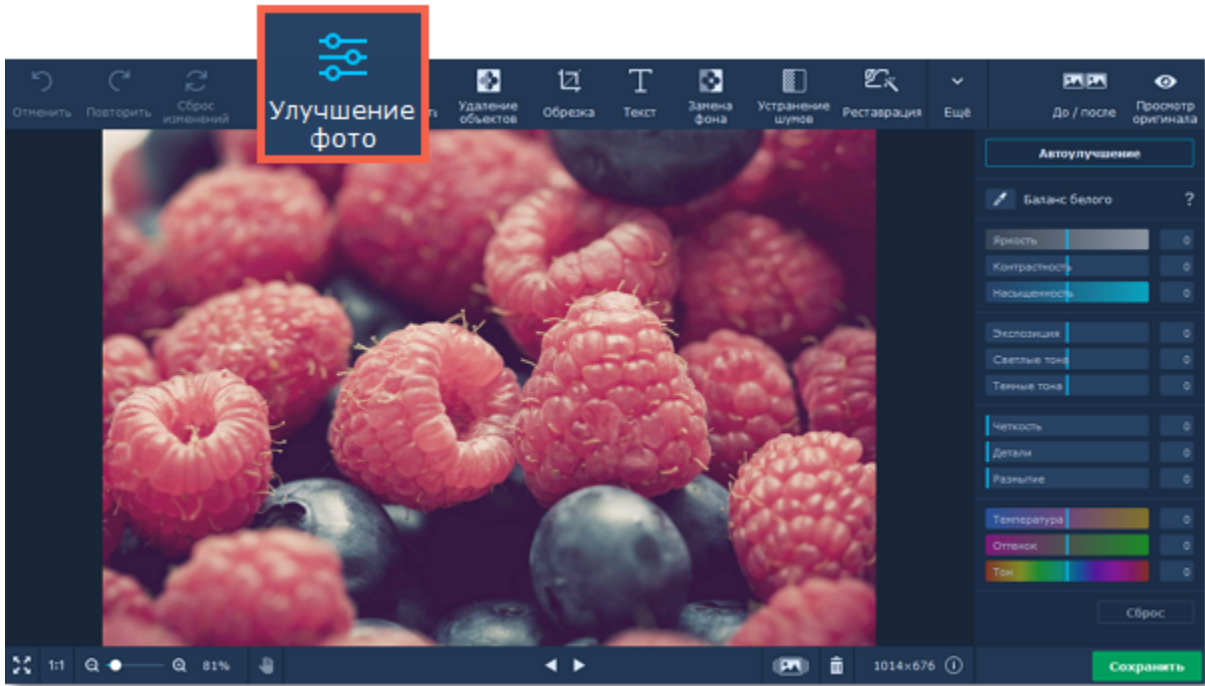 Улучшение
фото
Отменить
Повторить
Сброс
изменений
Удаление
объектов
Обрезка
Текст
Замена
фона
Устранение
шумов
Реставрация
Ещё
До / после
Просмотр
оригинала
Автоулучшение
Баланс белого ?
Яркость 0
Контрастность 0
Насыщенность 0
Экспозиция 0
Светлые тона 0
Темные тона 0
Четкость 0
Детали 0
Размытие 0
Температура 0
Оттенок 0
Тон 0
Сброс
1:1 81% 1014×676
Сохранить